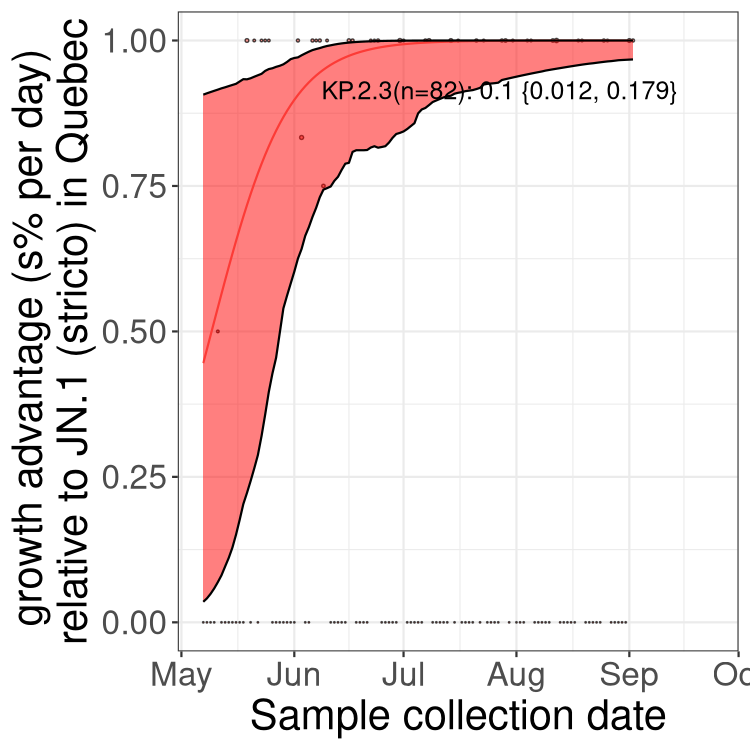 growth advantage (s% per day)
relative to JN.1 (stricto) in Quebec
1.00
0.75
0.50
0.25
0.00
KP.2.3(n=82): 0.1 {0.012, 0.179}
May Jun Jul Aug Sep Oc
Sample collection date